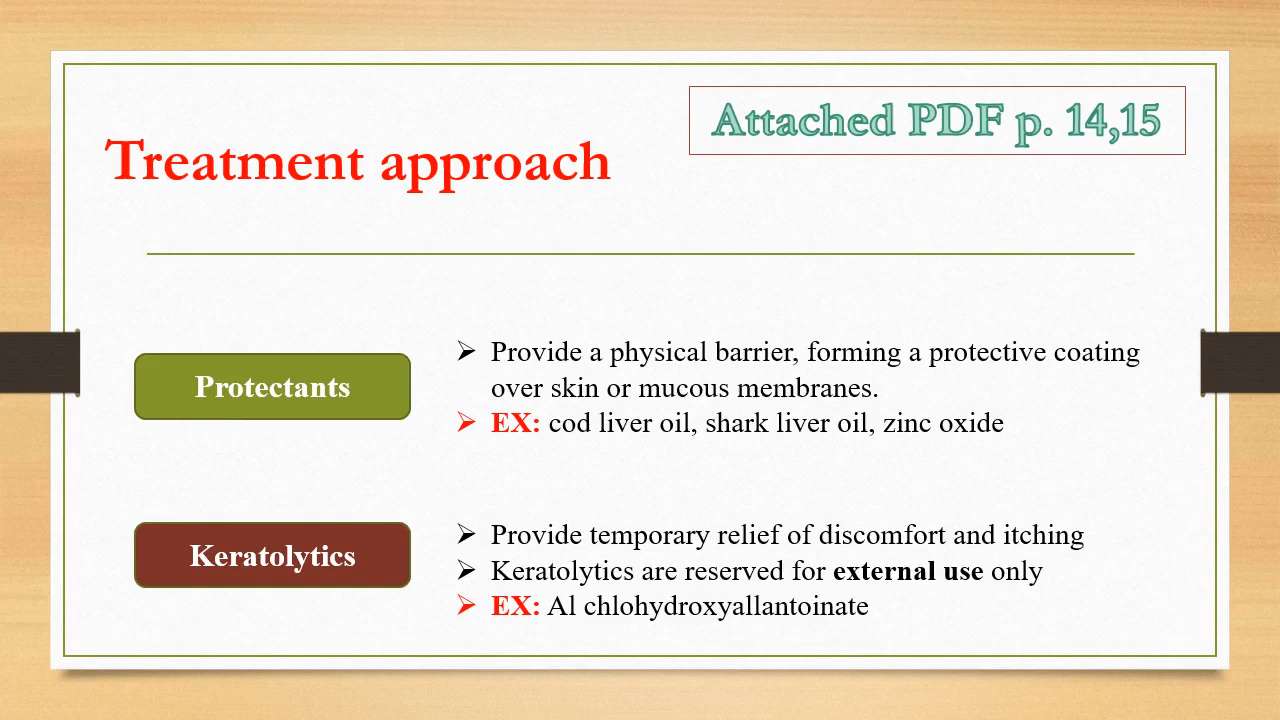 Attached PDF p. 14,15
Treatment approach
Protectants
➢ Provide a physical barrier, forming a protective coating
over skin or mucous membranes.
➢ EX: cod liver oil, shark liver oil, zinc oxide
Keratolytics
➢ Provide temporary relief of discomfort and itching
➢ Keratolytics are reserved for external use only
➢ EX: Al chlohydroxyallantoinate